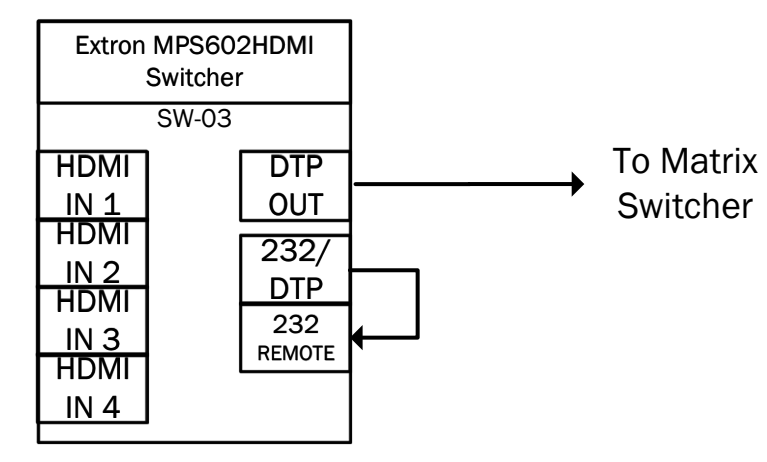 Extron MPS602HDMI
Switcher
SW-03
HDMI
IN 1
HDMI
IN 2
HDMI
IN 3
HDMI
IN 4
DTP
OUT
232/
DTP
232
REMOTE
To Matrix
Switcher